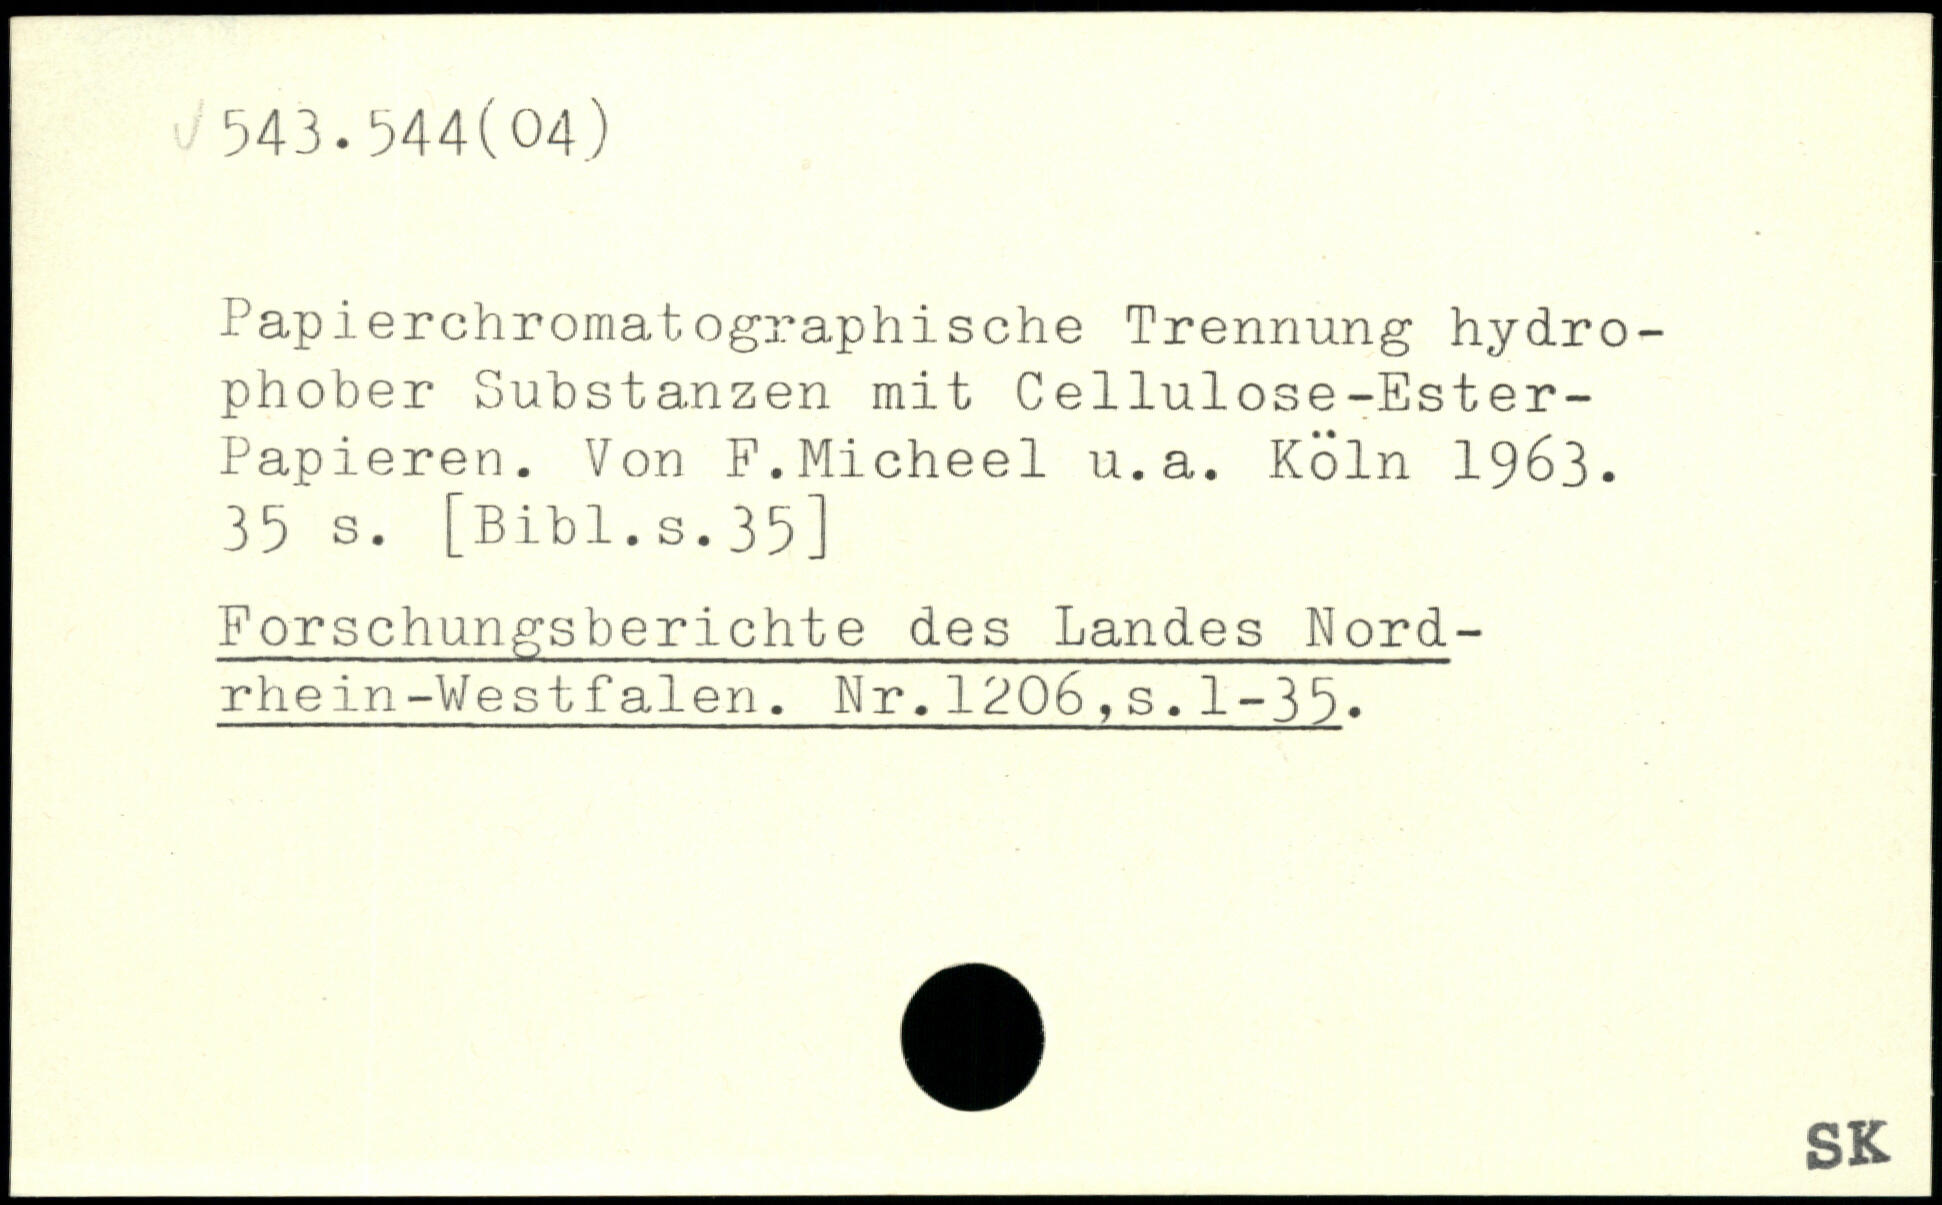 543.544(04)
Papierchromatographische Trennung hydro-
phober Substanzen mit Cellulose-Ester-
Papieren. Von F.Micheel u.a. Köln 1963.
35 s. [Bibl.s.35]
Forschungsberichte des Landes Nord-
rhein-Westfalen. Nr.1206,s.1-35.
SK